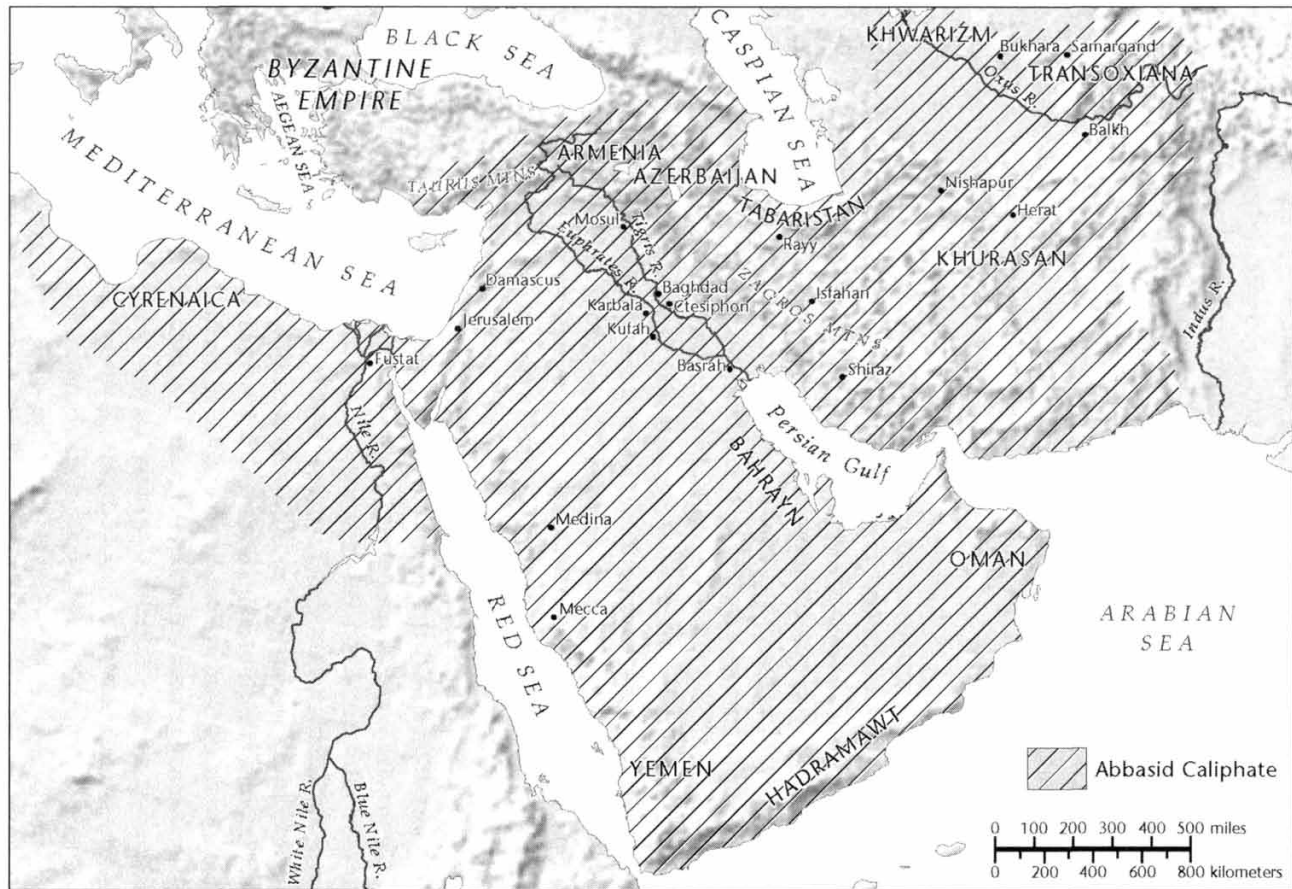 BLACK SEA
CASPIAN SEA
KHWARIZM
Bukhara
Samarqand
Oxus R.
TRANSOXIANA
BYZANTINE
EMPIRE
AEGEAN SEA
Balkh
ARMENIA
TAURUS MTNS
AZERBAIJAN
MEDITERRANEAN SEA
Nishapur
TABARISTAN
Herat
Mosul
Tigris R.
Rayy
Euphrates R.
KHURASAN
ZAGROS MTNS
CYRENAICA
Damascus
Baghdad
Isfahan
Ctesiphon
Karbala
Indus R.
Jerusalem
Kufah
Fustat
Basrah
Shiraz
Nile R.
Persian Gulf
BAHRAYN
Medina
OMAN
Mecca
RED SEA
ARABIAN
SEA
YEMEN
HADRAMAWT
White Nile R.
Blue Nile R.
Abbasid Caliphate
0 100 200 300 400 500 miles
0 200 400 600 800 kilometers